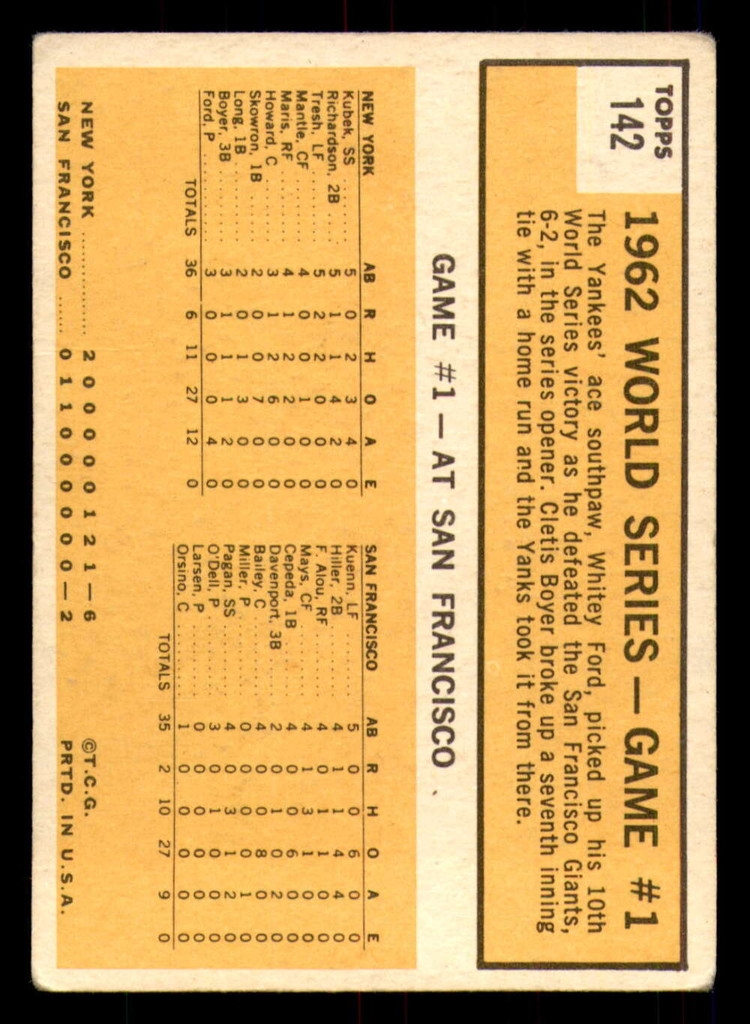 TOPPS
142
1962 WORLD SERIES — GAME #1
The Yankees' ace southpaw, Whitey Ford, picked up his 10th
World Series victory as he defeated the San Francisco Giants,
6-2, in the series opener. Cletis Boyer broke up a seventh inning
tie with a home run and the Yanks took it from there.
GAME #1 — AT SAN FRANCISCO
NEW YORK AB R H O A E
Kubek, SS ...... 5 0 2 3 4 0
Richardson, 2B .. 5 1 1 4 2 0
Tresh, LF ...... 5 2 2 0 0 0
Mantle, CF ..... 4 0 0 1 0 0
Maris, RF ...... 4 1 2 2 0 0
Howard, C ...... 3 1 2 6 0 0
Skowron, 1B .... 2 0 0 7 0 0
Long, 1B ....... 2 0 1 3 0 0
Boyer, 3B ...... 3 1 1 1 2 0
Ford, P ........ 3 0 0 0 4 0
TOTALS 36 6 11 27 12 0
SAN FRANCISCO AB R H O A E
Kuenn, LF ...... 5 0 0 6 0 0
Hiller, 2B ..... 4 1 1 4 4 0
F. Alou, RF .... 4 0 1 1 0 0
Mays, CF ....... 4 1 3 1 0 0
Cepeda, 1B ..... 4 0 0 6 0 0
Davenport, 3B .. 2 0 1 0 2 0
Bailey, C ...... 4 0 0 8 0 0
Miller, P ...... 0 0 0 0 1 0
Pagan, SS ...... 4 0 3 1 2 0
O'Dell, P ...... 3 0 1 0 0 0
Larsen, P ...... 0 0 0 0 0 0
Orsino, C ...... 1 0 0 0 0 0
TOTALS 35 2 10 27 9 0
NEW YORK ............... 2 0 0 0 0 0 1 2 1 — 6
SAN FRANCISCO ...... 0 1 1 0 0 0 0 0 0 — 2
©T.C.G.
PRTD. IN U.S.A.